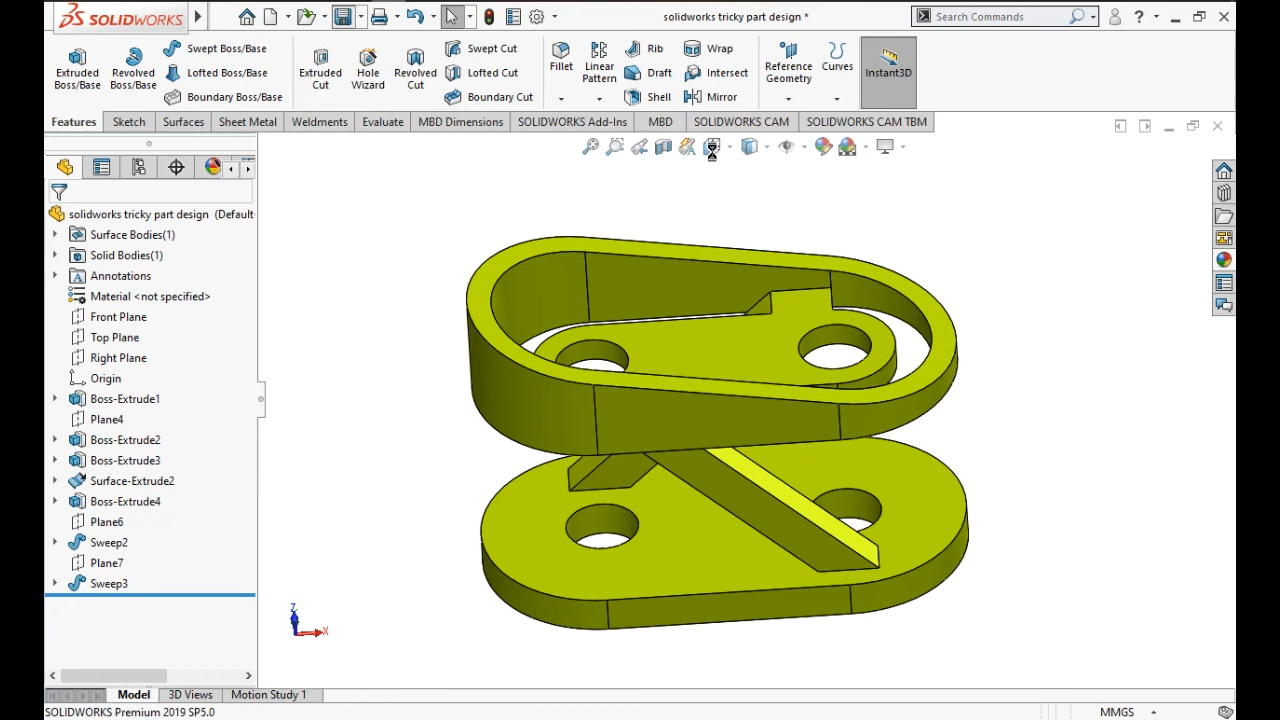 SOLIDWORKS
solidworks tricky part design *
Search Commands
?
Extruded Boss/Base
Revolved Boss/Base
Swept Boss/Base
Lofted Boss/Base
Boundary Boss/Base
Extruded Cut
Hole Wizard
Revolved Cut
Swept Cut
Lofted Cut
Boundary Cut
Fillet
Linear Pattern
Rib
Draft
Shell
Wrap
Intersect
Mirror
Reference Geometry
Curves
Instant3D
Features
Sketch
Surfaces
Sheet Metal
Weldments
Evaluate
MBD Dimensions
SOLIDWORKS Add-Ins
MBD
SOLIDWORKS CAM
SOLIDWORKS CAM TBM
solidworks tricky part design (Default
Surface Bodies(1)
Solid Bodies(1)
Annotations
Material <not specified>
Front Plane
Top Plane
Right Plane
Origin
Boss-Extrude1
Plane4
Boss-Extrude2
Boss-Extrude3
Surface-Extrude2
Boss-Extrude4
Plane6
Sweep2
Plane7
Sweep3
Z
X
Model
3D Views
Motion Study 1
SOLIDWORKS Premium 2019 SP5.0
MMGS